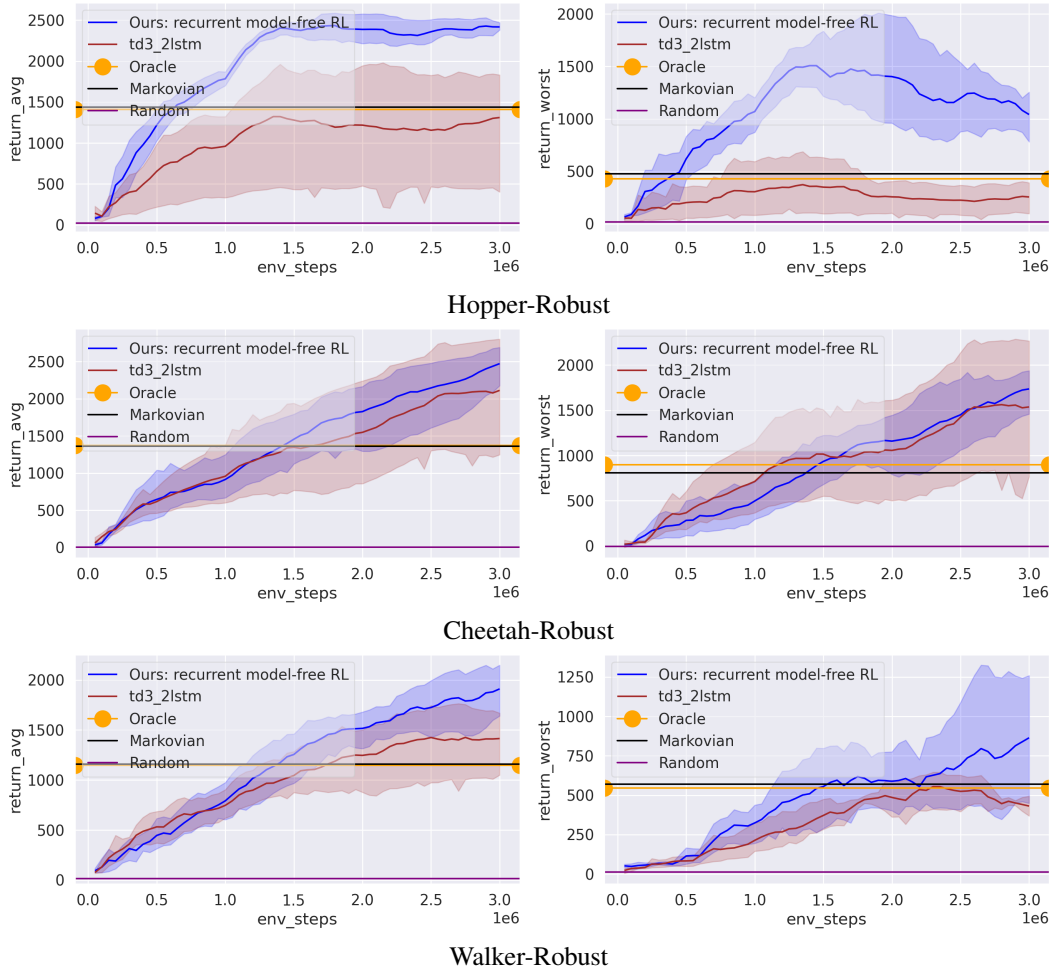 2500
2000
1500
1000
500
0
return_avg
Ours: recurrent model-free RL
td3_2lstm
Oracle
Markovian
Random
0.0 0.5 1.0 1.5 2.0 2.5 3.0
1e6
env_steps
2000
1500
1000
500
0
return_worst
Ours: recurrent model-free RL
td3_2lstm
Oracle
Markovian
Random
0.0 0.5 1.0 1.5 2.0 2.5 3.0
1e6
env_steps
Hopper-Robust
2500
2000
1500
1000
500
0
return_avg
Ours: recurrent model-free RL
td3_2lstm
Oracle
Markovian
Random
0.0 0.5 1.0 1.5 2.0 2.5 3.0
1e6
env_steps
2000
1500
1000
500
0
return_worst
Ours: recurrent model-free RL
td3_2lstm
Oracle
Markovian
Random
0.0 0.5 1.0 1.5 2.0 2.5 3.0
1e6
env_steps
Cheetah-Robust
2000
1500
1000
500
0
return_avg
Ours: recurrent model-free RL
td3_2lstm
Oracle
Markovian
Random
0.0 0.5 1.0 1.5 2.0 2.5 3.0
1e6
env_steps
1250
1000
750
500
250
0
return_worst
Ours: recurrent model-free RL
td3_2lstm
Oracle
Markovian
Random
0.0 0.5 1.0 1.5 2.0 2.5 3.0
1e6
env_steps
Walker-Robust